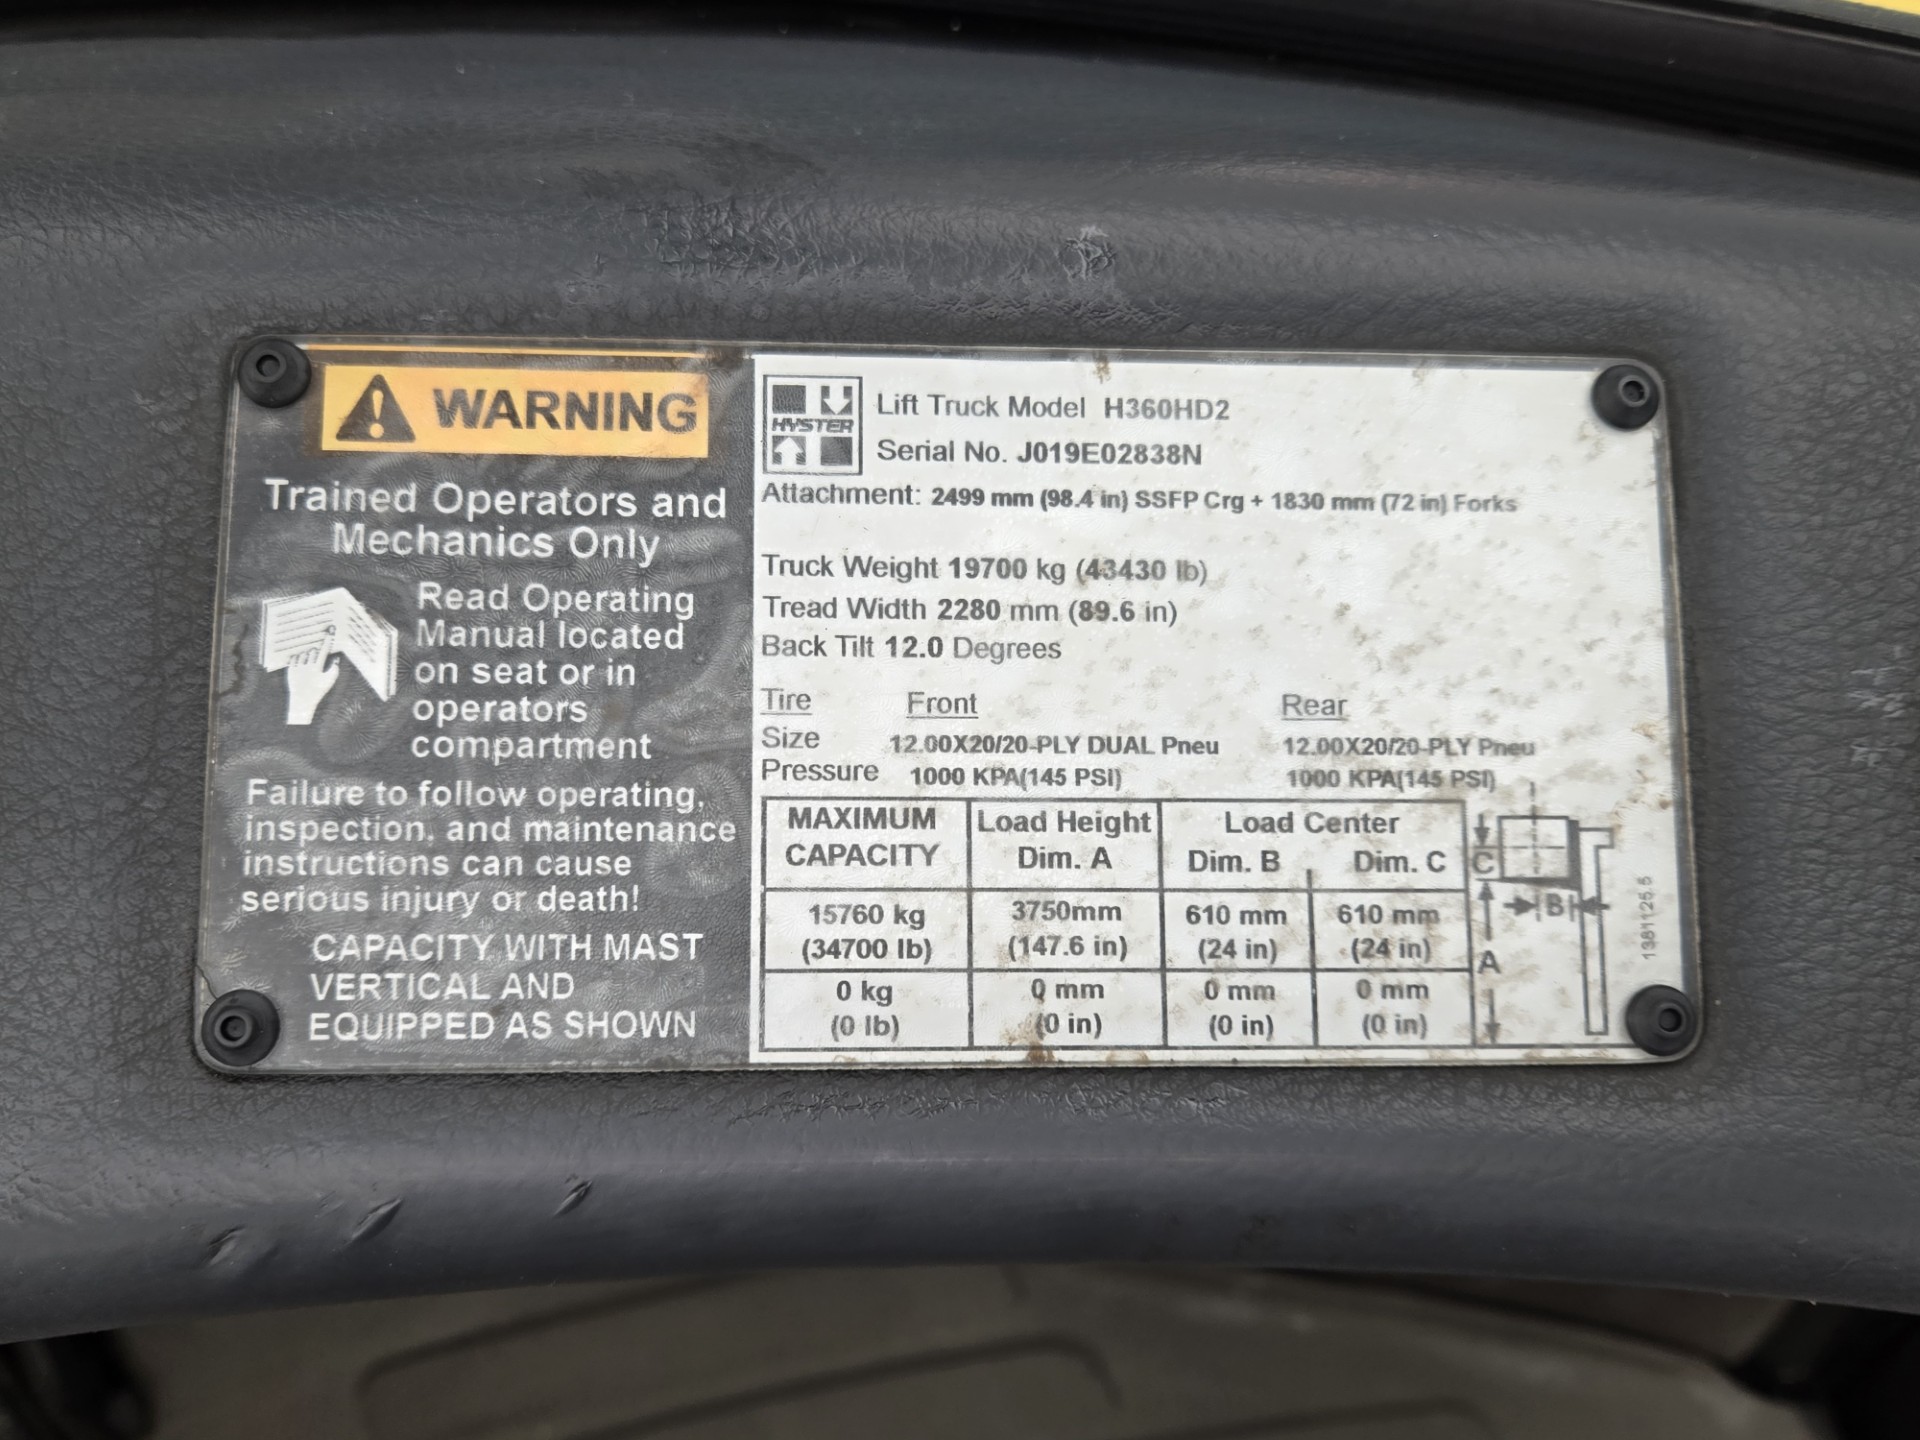 WARNING
Trained Operators and
Mechanics Only
Read Operating
Manual located
on seat or in
operators
compartment
Failure to follow operating,
inspection, and maintenance
instructions can cause
serious injury or death!
CAPACITY WITH MAST
VERTICAL AND
EQUIPPED AS SHOWN
HYSTER
Lift Truck Model H360HD2
Serial No. J019E02838N
Attachment: 2499 mm (98.4 in) SSFP Crg + 1830 mm (72 in) Forks
Truck Weight 19700 kg (43430 lb)
Tread Width 2280 mm (89.6 in)
Back Tilt 12.0 Degrees
Tire Front Rear
Size 12.00X20/20-PLY DUAL Pneu 12.00X20/20-PLY Pneu
Pressure 1000 KPA(145 PSI) 1000 KPA(145 PSI)
MAXIMUM Load Height Load Center
CAPACITY Dim. A Dim. B Dim. C
15760 kg 3750mm 610 mm 610 mm
(34700 lb) (147.6 in) (24 in) (24 in)
0 kg 0 mm 0 mm 0 mm
(0 lb) (0 in) (0 in) (0 in)
C
B
A
1381125.5